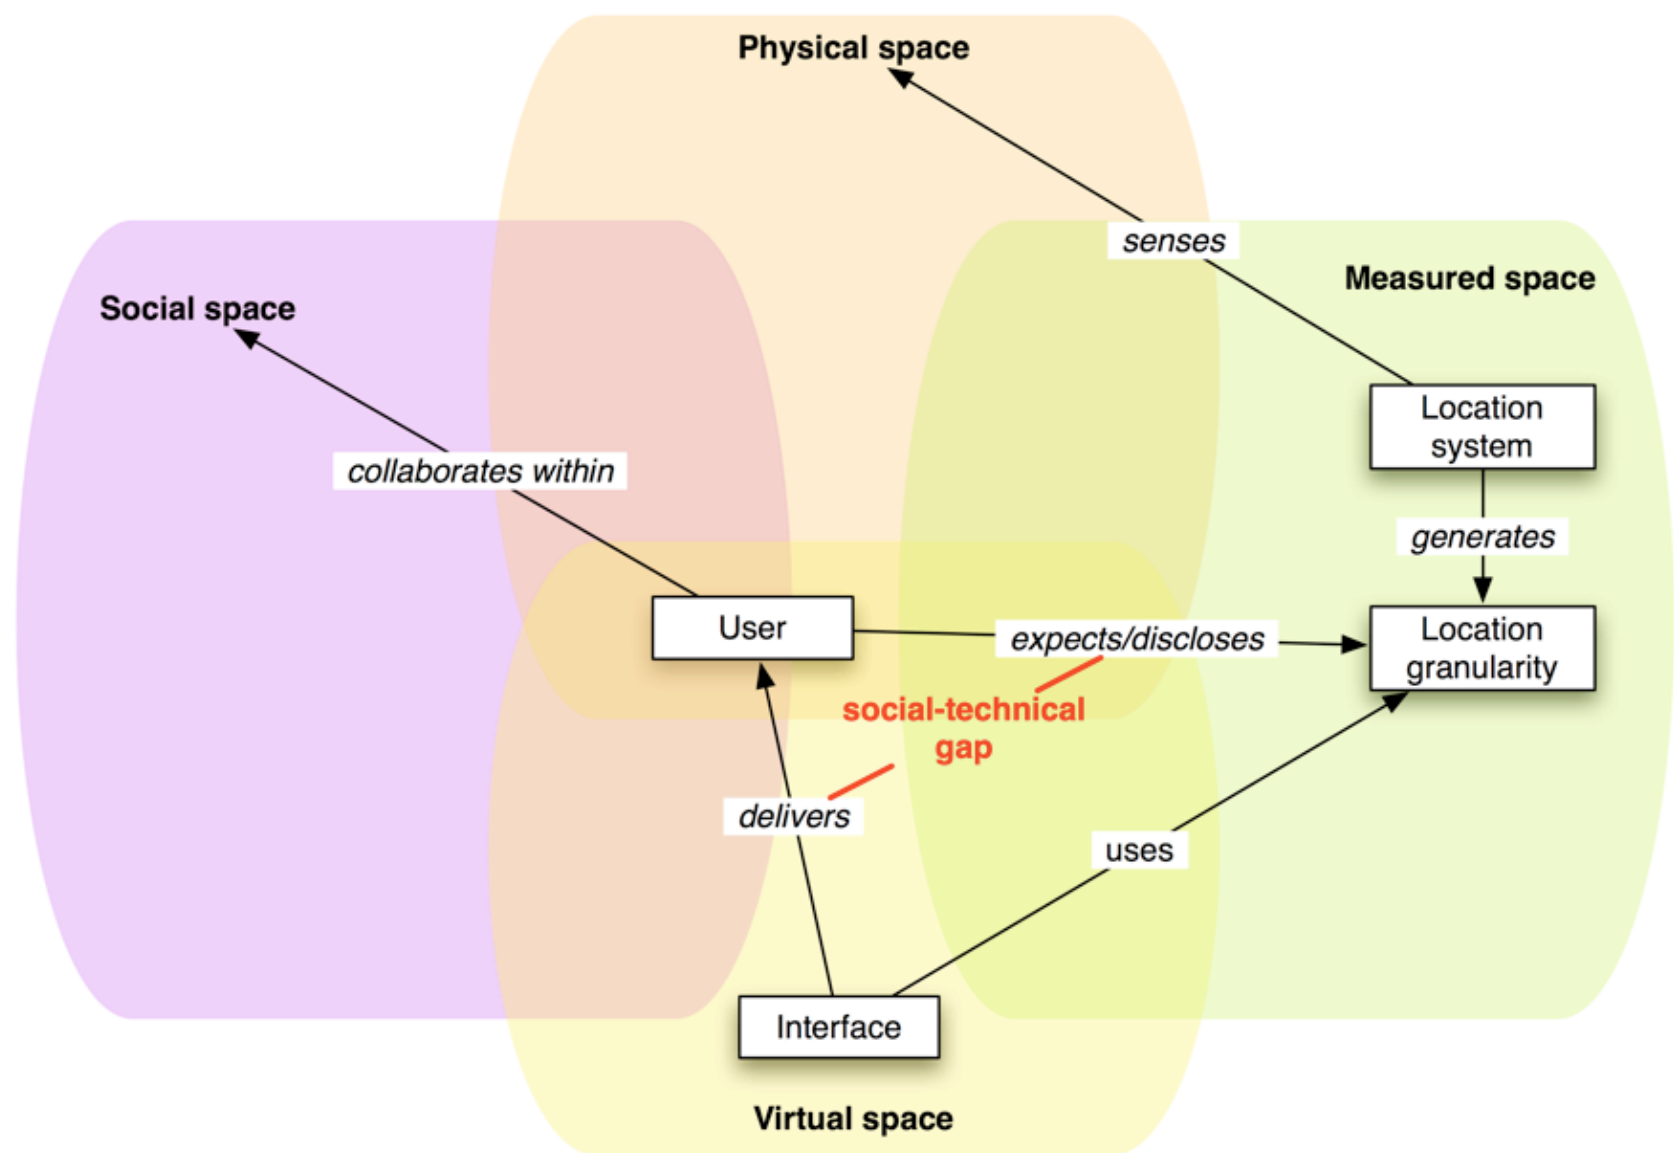 Physical space
senses
Measured space
Social space
Location
system
collaborates within
generates
User
expects/discloses
Location
granularity
social-technical
gap
delivers
uses
Interface
Virtual space